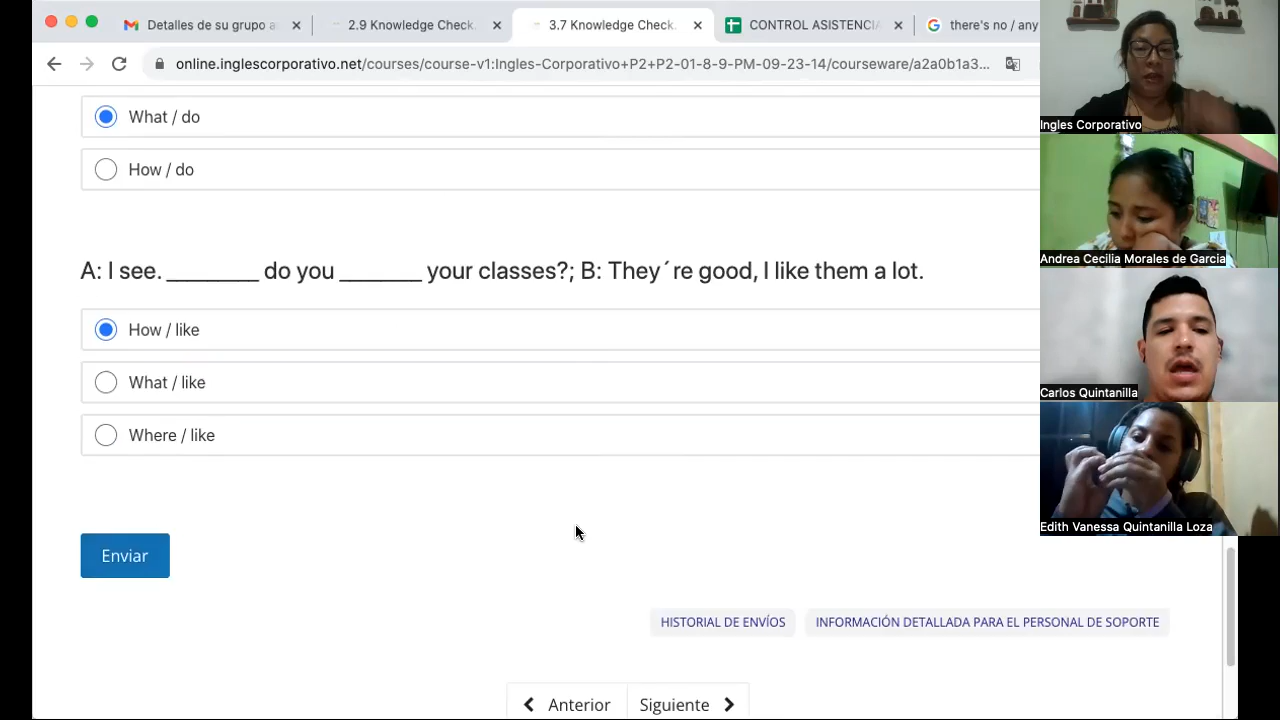 Detalles de su grupo a
2.9 Knowledge Check
3.7 Knowledge Check
CONTROL ASISTENCIA
there's no / any
online.inglescorporativo.net/courses/course-v1:Ingles-Corporativo+P2+P2-01-8-9-PM-09-23-14/courseware/a2a0b1a3...
What / do
How / do
A: I see. _________ do you ________ your classes?; B: They´re good, I like them a lot.
How / like
What / like
Where / like
Enviar
HISTORIAL DE ENVÍOS
INFORMACIÓN DETALLADA PARA EL PERSONAL DE SOPORTE
Anterior
Siguiente
Ingles Corporativo
Andrea Cecilia Morales de Garcia
Carlos Quintanilla
Edith Vanessa Quintanilla Loza